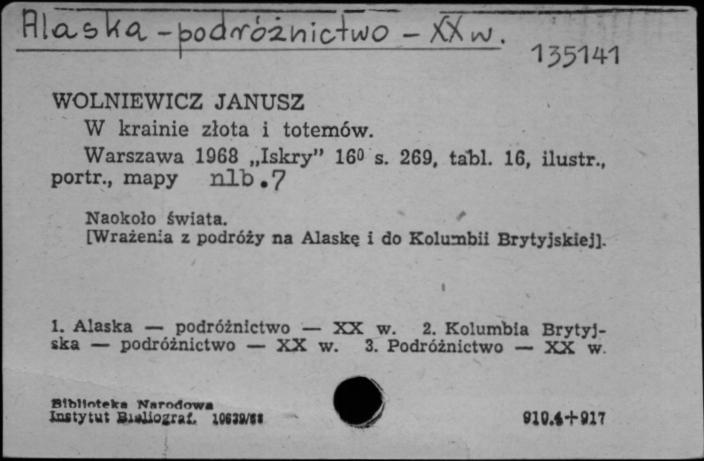 Alaska - podróżnictwo - XX w.
135141
WOLNIEWICZ JANUSZ
W krainie złota i totemów.
Warszawa 1968 „Iskry” 16⁰ s. 269, tabl. 16, ilustr.,
portr., mapy nlb.7
Naokoło świata.
[Wrażenia z podróży na Alaskę i do Kolumbii Brytyjskiej].
1. Alaska — podróżnictwo — XX w. 2. Kolumbia Brytyj-
ska — podróżnictwo — XX w. 3. Podróżnictwo — XX w.
Biblioteka Narodowa
Instytut Bibliograf. 10639/68
910.4+917